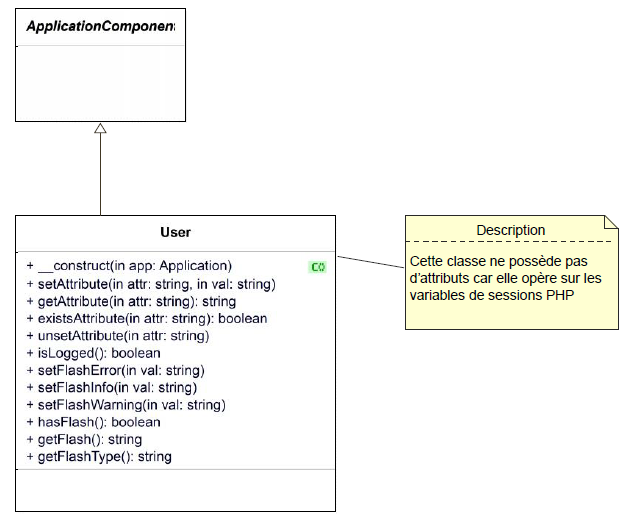 ApplicationComponent
User
+ __construct(in app: Application)
C()
+ setAttribute(in attr: string, in val: string)
+ getAttribute(in attr: string): string
+ existsAttribute(in attr: string): boolean
+ unsetAttribute(in attr: string)
+ isLogged(): boolean
+ setFlashError(in val: string)
+ setFlashInfo(in val: string)
+ setFlashWarning(in val: string)
+ hasFlash(): boolean
+ getFlash(): string
+ getFlashType(): string
Description
Cette classe ne possède pas
d'attributs car elle opère sur les
variables de sessions PHP